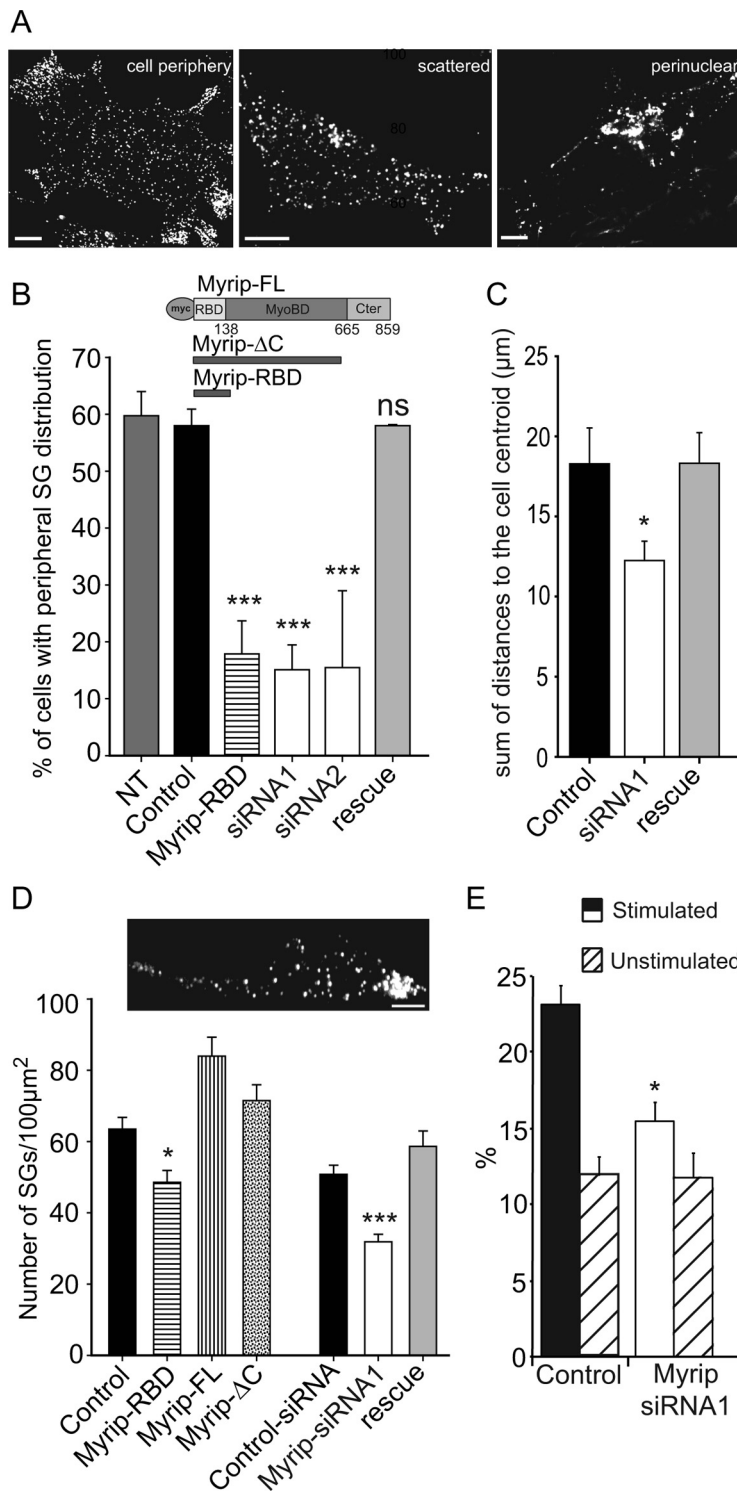 A
cell periphery
scattered
perinuclear
100
80
60
B
Myrip-FL
myc
RBD
MyoBD
Cter
138
665
859
Myrip-ΔC
Myrip-RBD
% of cells with peripheral SG distribution
70
60
50
40
30
20
10
0
***
***
***
ns
NT
Control
Myrip-RBD
siRNA1
siRNA2
rescue
C
sum of distances to the cell centroid (µm)
25
20
15
10
5
0
*
Control
siRNA1
rescue
D
Number of SGs/100µm²
100
80
60
40
20
0
*
***
Control
Myrip-RBD
Myrip-FL
Myrip-ΔC
Control-siRNA
Myrip-siRNA1
rescue
E
Stimulated
Unstimulated
%
25
20
15
10
5
0
*
Control
Myrip
siRNA1